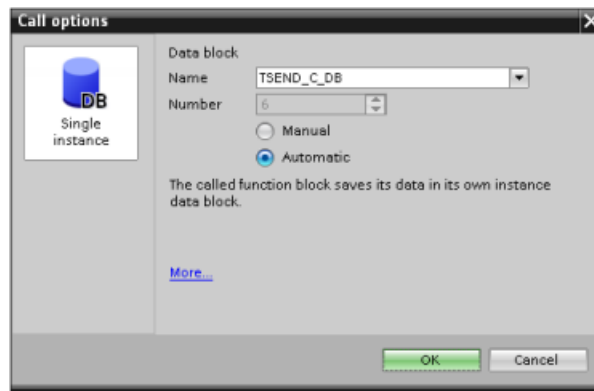 Call options
DB
Single
instance
Data block
Name TSEND_C_DB
Number 6
Manual
Automatic
The called function block saves its data in its own instance
data block.
More...
OK Cancel